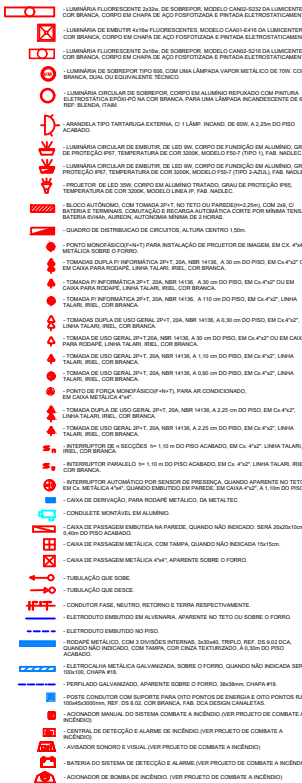 - LUMINÁRIA FLUORESCENTE 2x32w, DE SOBREPOR, MODELO CAN02-S232 DA LUMICENTER
COR BRANCA, CORPO EM CHAPA DE AÇO FOSFOTIZADA E PINTADA ELETROSTATICAMEN
- LUMINÁRIA DE EMBUTIR 4x16w FLUORESCENTES, MODELO CAA01-E416 DA LUMICENTER
COR BRANCA, CORPO EM CHAPA DE AÇO FOSFOTIZADA E PINTADA ELETROSTATICAMEN
- LUMINÁRIA FLUORESCENTE 2x16w, DE SOBREPOR, MODELO CAN02-S216 DA LUMICENTER
COR BRANCA, CORPO EM CHAPA DE AÇO FOSFOTIZADA E PINTADA ELETROSTATICAMEN
- LUMINÁRIA DE SOBREPOR TIPO 606, COM UMA LÂMPADA VAPOR METÁLICO DE 70W. COR
BRANCA, DUAL OU EQUIVALENTE TÉCNICO.
- LUMINÁRIA CIRCULAR DE SOBREPOR, CORPO EM ALUMÍNIO REPUXADO COM PINTURA
ELETROSTÁTICA EPOXI-PÓ NA COR BRANCA, PARA UMA LÂMPADA INCANDESCENTE DE 6
REF: BLENDA, ITAIM.
- ARANDELA TIPO TARTARUGA EXTERNA, C/ 1 LÂMP. INCAND. DE 60W, A 2,25m DO PISO
ACABADO.
- LUMINÁRIA CIRCULAR DE EMBUTIR, DE LED 9W, CORPO DE FUNDIÇÃO EM ALUMÍNIO, GR
DE PROTEÇÃO IP67, TEMPERATURA DE COR 3200K, MODELO F50-7 (TIPO 1), FAB. NADLEC.
- LUMINÁRIA CIRCULAR DE EMBUTIR, DE LED 9W, CORPO DE FUNDIÇÃO EM ALUMÍNIO, GR
PROTEÇÃO IP67, TEMPERATURA DE COR 3200K, MODELO F50-7 (TIPO 2-AZUL), FAB. NADLE
- PROJETOR DE LED 35W, CORPO EM ALUMÍNIO TRATADO, GRAU DE PROTEÇÃO IP65,
TEMPERATURA DE COR 3200K, MODELO LINEA IP, FAB. NADLEC.
- BLOCO AUTÔNOMO, COM TOMADA 2P+T, NO TETO OU PAREDE(H=2,25m), COM 2x9, C/
BATERIA E TERMINAIS, COMUTAÇÃO E RECARGA AUTOMÁTICA CORTE POR MÍNIMA TENSÃ
BATERIA 6V/4Ah, AUREON, AUTONOMIA MÍNIMA DE 2 HORAS.
- QUADRO DE DISTRIBUICAO DE CIRCUITOS, ALTURA CENTRO 1,50m.
- PONTO MONOFÁSICO(F+N+T) PARA INSTALAÇÃO DE PROJETOR DE IMAGEM, EM CX. 4"x4
METÁLICA SOBRE O FORRO.
- TOMADAS DUPLA P/ INFORMÁTICA 2P+T, 20A, NBR 14136, A 30 cm DO PISO, EM Cx.4"x2" O
EM CAIXA PARA RODAPÉ, LINHA TALARI, IRIEL, COR BRANCA.
- TOMADA P/ INFORMÁTICA 2P+T, 20A, NBR 14136, A 30 cm DO PISO, EM Cx.4"x2" OU EM
CAIXA PARA RODAPÉ, LINHA TALARI, IRIEL, COR BRANCA.
- TOMADA P/ INFORMÁTICA 2P+T, 20A, NBR 14136, A 110 cm DO PISO, EM Cx.4"x2", LINHA
TALARI, IRIEL, COR BRANCA.
- TOMADAS DUPLA DE USO GERAL 2P+T, 20A, NBR 14136, A 0,30 cm DO PISO, EM Cx.4"x2",
LINHA TALARI, IRIEL, COR BRANCA.
- TOMADA DE USO GERAL 2P+T, 20A, NBR 14136, A 30 cm DO PISO, EM Cx.4"x2" OU EM CAIX
PARA RODAPÉ, LINHA TALARI, IRIEL, COR BRANCA.
- TOMADA DE USO GERAL 2P+T, 20A, NBR 14136, A 1,10 cm DO PISO, EM Cx.4"x2", LINHA
TALARI, IRIEL, COR BRANCA.
- TOMADA DE USO GERAL 2P+T, 20A, NBR 14136, A 0,90 cm DO PISO, EM Cx.4"x2", LINHA
TALARI, IRIEL, COR BRANCA.
- PONTO DE FORÇA MONOFÁSICO(F+N+T), PARA AR CONDICIONADO,
EM CAIXA METÁLICA 4"x4".
- TOMADA DUPLA DE USO GERAL 2P+T, 20A, NBR 14136, A 2,25 cm DO PISO, EM Cx.4"x2",
LINHA TALARI, IRIEL, COR BRANCA.
- TOMADA DE USO GERAL 2P+T, 20A, NBR 14136, A 2,25 cm DO PISO, EM Cx.4"x2", LINHA
TALARI, IRIEL, COR BRANCA.
- INTERRUPTOR DE n SECÇÕES h= 1,10 m DO PISO ACABADO, EM Cx. 4"x2". LINHA TALARI,
IRIEL, COR BRANCA.
- INTERRUPTOR PARALELO h= 1,10 m DO PISO ACABADO, EM Cx. 4"x2". LINHA TALARI, IRIE
COR BRANCA.
- INTERRUPTOR AUTOMÁTICO POR SENSOR DE PRESENÇA, QUANDO APARENTE NO TETO
EM Cx. METÁLICA 4"x4", QUANDO EMBUTIDO EM PAREDE, EM CAIXA 4"x2", A 1,10m DO PISO
- CAIXA DE DERIVAÇÃO, PARA RODAPÉ METÁLICO, DA METALTEC.
- CONDULETE MONTÁVEL EM ALUMÍNIO.
- CAIXA DE PASSAGEM EMBUTIDA NA PAREDE, QUANDO NÃO INDICADO: SERÁ 20x20x10cm
0,40m DO PISO ACABADO.
- CAIXA DE PASSAGEM METÁLICA, COM TAMPA, QUANDO NÃO INDICADA 15x15cm.
- CAIXA DE PASSAGEM METÁLICA 4"x4", APARENTE SOBRE O FORRO.
- TUBULAÇÃO QUE SOBE.
- TUBULAÇÃO QUE DESCE.
- CONDUTOR FASE, NEUTRO, RETORNO E TERRA RESPECTIVAMENTE.
- ELETRODUTO EMBUTIDO EM ALVENARIA, APARENTE NO TETO OU SOBRE O FORRO.
- ELETRODUTO EMBUTIDO NO PISO.
- RODAPÉ METÁLICO, COM 3 DIVISÕES INTERNAS, 3x30x40, TRIPLO, REF. DS.9.02 DCA,
QUANDO NÃO INDICADO, COM TAMPA, COR CINZA TEXTURIZADO, À 0,30m DO PISO
ACABADO.
- ELETROCALHA METÁLICA GALVANIZADA, SOBRE O FORRO, QUANDO NÃO INDICADA SER
100x100, CHAPA #18.
- PERFILADO GALVANIZADO, APARENTE SOBRE O FORRO, 38x38mm, CHAPA #18.
- POSTE CONDUTOR COM SUPORTE PARA OITO PONTOS DE ENERGIA E OITO PONTOS RJ
100x45x3000mm, REF. DS 8.02, COR BRANCA, FAB. DCA DESIGN CANALETAS.
- ACIONADOR MANUAL DO SISTEMA COMBATE A INCÊNDIO.(VER PROJETO DE COMBATE A
INCÊNDIO)
- CENTRAL DE DETECÇÃO E ALARME DE INCÊNDIO.(VER PROJETO DE COMBATE A
INCÊNDIO)
- AVISADOR SONORO E VISUAL.(VER PROJETO DE COMBATE A INCÊNDIO)
- BATERIA DO SISTEMA DE DETECÇÃO E ALARME.(VER PROJETO DE COMBATE A INCÊNDI
- ACIONADOR DE BOMBA DE INCÊNDIO. (VER PROJETO DE COMBATE A INCÊNDIO)